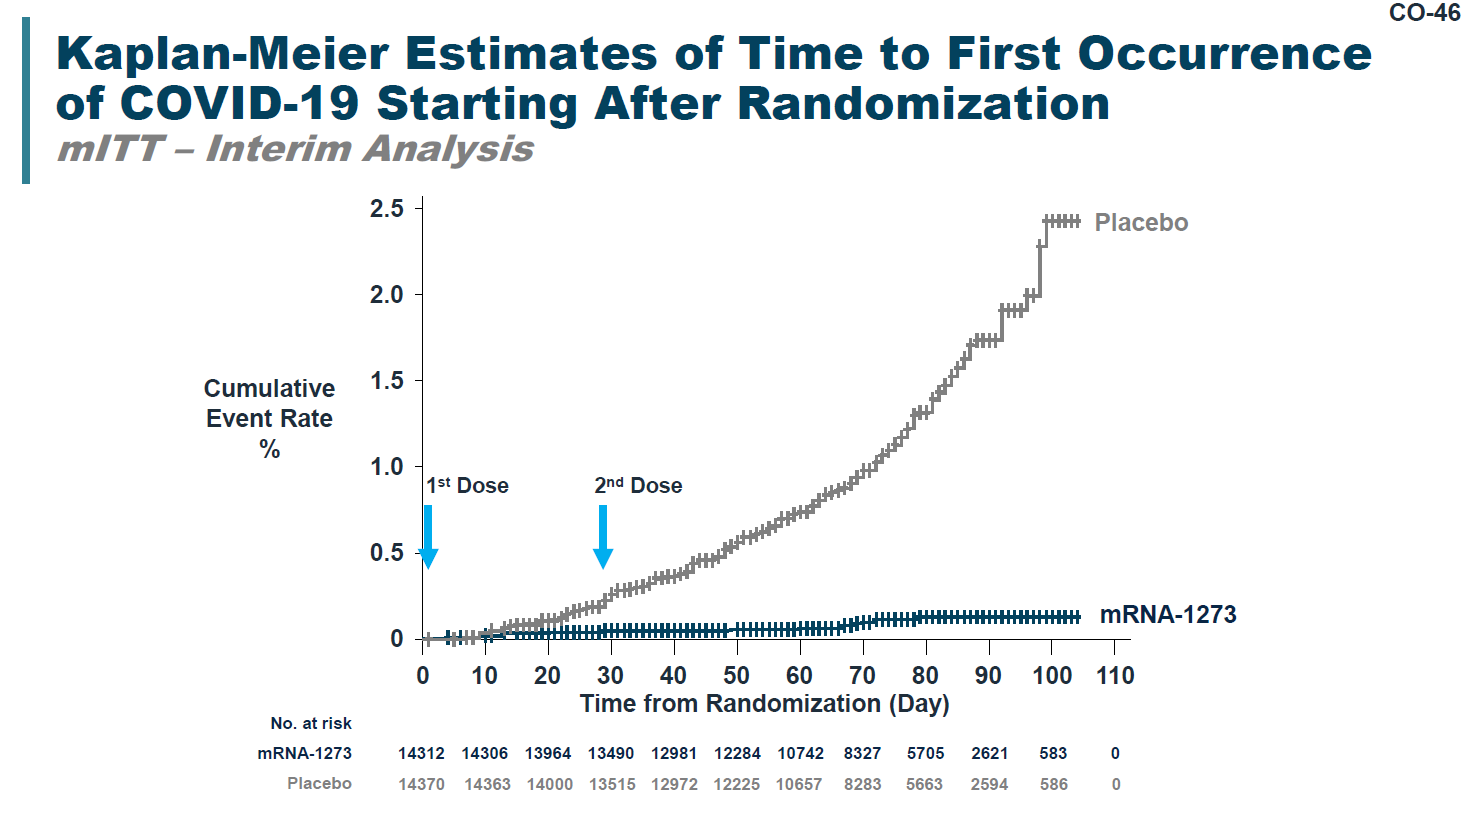 CO-46
Kaplan-Meier Estimates of Time to First Occurrence
of COVID-19 Starting After Randomization
mITT – Interim Analysis
2.5
2.0
1.5
1.0
0.5
0
Cumulative
Event Rate
%
1st Dose
2nd Dose
Placebo
mRNA-1273
0 10 20 30 40 50 60 70 80 90 100 110
Time from Randomization (Day)
No. at risk
mRNA-1273 14312 14306 13964 13490 12981 12284 10742 8327 5705 2621 583 0
Placebo 14370 14363 14000 13515 12972 12225 10657 8283 5663 2594 586 0